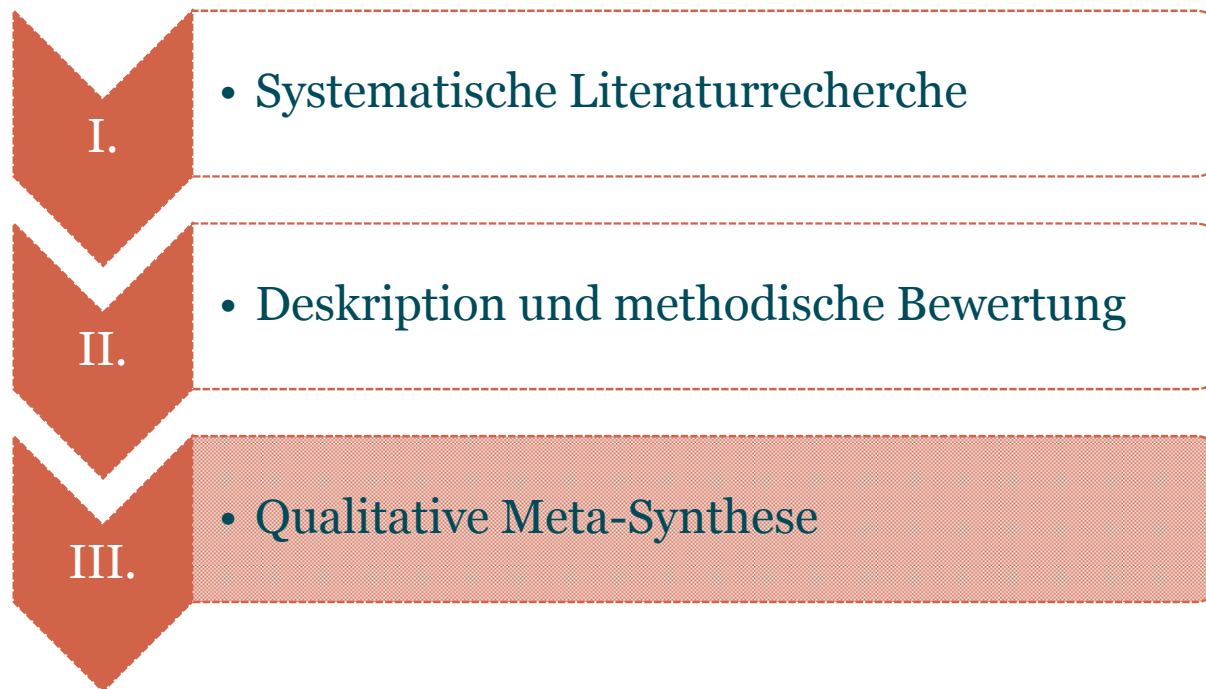 I.
• Systematische Literaturrecherche
II.
• Deskription und methodische Bewertung
III.
• Qualitative Meta-Synthese